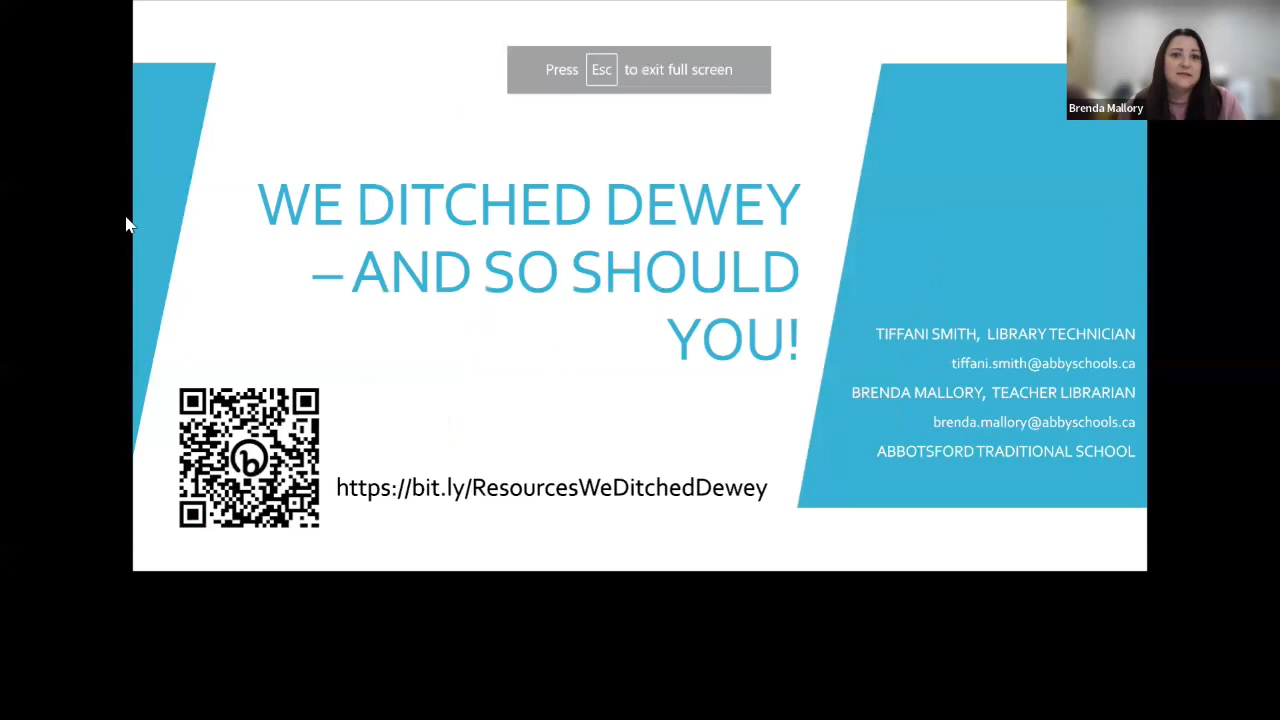 Press Esc to exit full screen
Brenda Mallory
WE DITCHED DEWEY
– AND SO SHOULD
YOU!
TIFFANI SMITH, LIBRARY TECHNICIAN
tiffani.smith@abbyschools.ca
BRENDA MALLORY, TEACHER LIBRARIAN
brenda.mallory@abbyschools.ca
ABBOTSFORD TRADITIONAL SCHOOL
https://bit.ly/ResourcesWeDitchedDewey